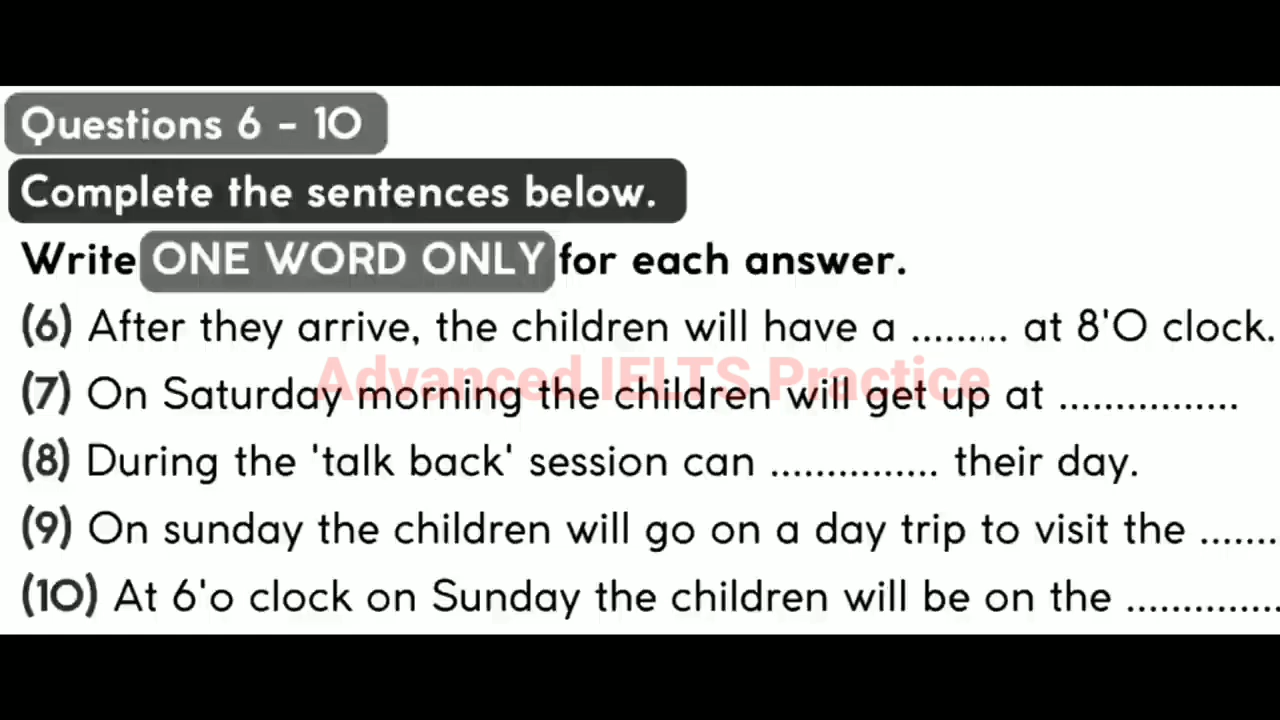 Questions 6 - 10
Complete the sentences below.
Write ONE WORD ONLY for each answer.
(6) After they arrive, the children will have a ......... at 8'O clock.
Advanced IELTS Practice
(7) On Saturday morning the children will get up at ................
(8) During the 'talk back' session can ............... their day.
(9) On sunday the children will go on a day trip to visit the .......
(10) At 6'o clock on Sunday the children will be on the ..............